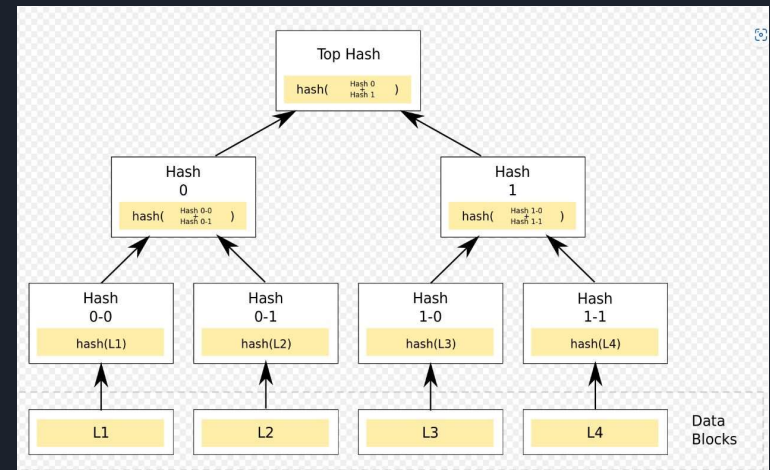 Top Hash
hash( Hash 0 + Hash 1 )
Hash 0
hash( Hash 0-0 + Hash 0-1 )
Hash 1
hash( Hash 1-0 + Hash 1-1 )
Hash 0-0
hash(L1)
Hash 0-1
hash(L2)
Hash 1-0
hash(L3)
Hash 1-1
hash(L4)
L1
L2
L3
L4
Data
Blocks